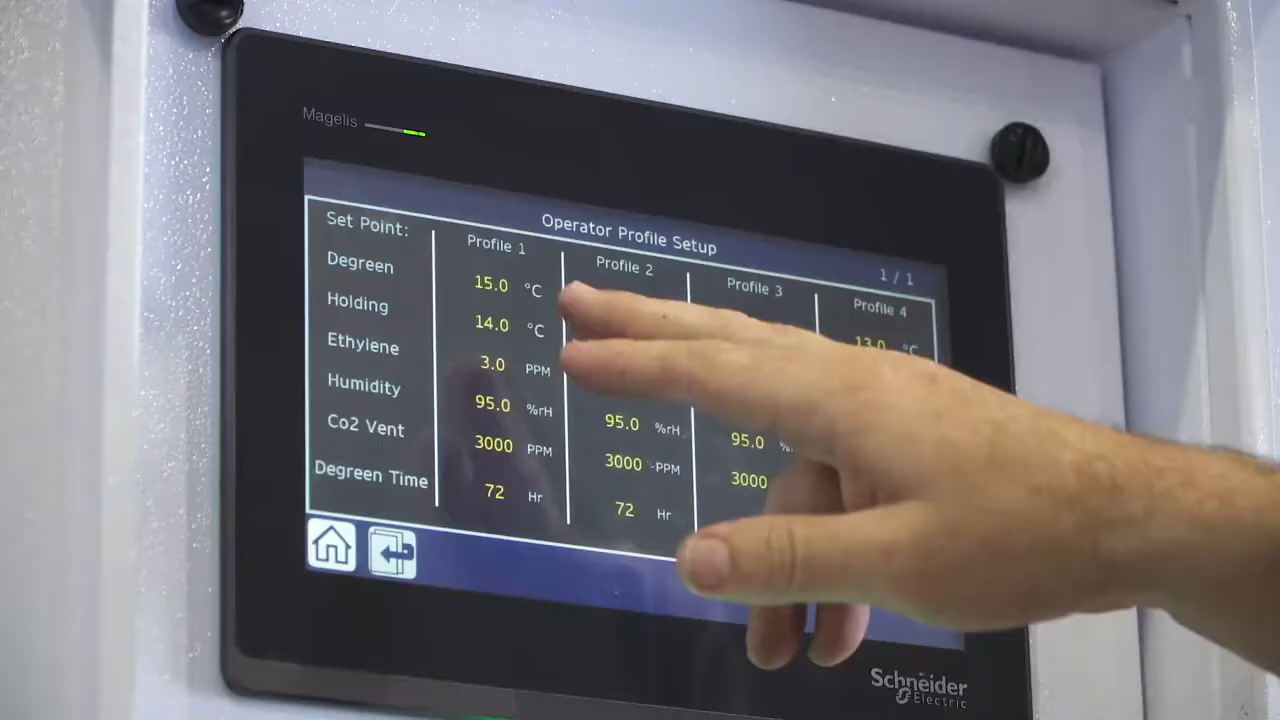 Magelis
Operator Profile Setup
1 / 1
Set Point: Profile 1 Profile 2 Profile 3 Profile 4
Degreen 15.0 °C 13.0 °C
Holding 14.0 °C
Ethylene 3.0 PPM
Humidity 95.0 %rH 95.0 %rH 95.0
Co2 Vent 3000 PPM 3000 PPM 3000
Degreen Time 72 Hr 72 Hr
Schneider
Electric